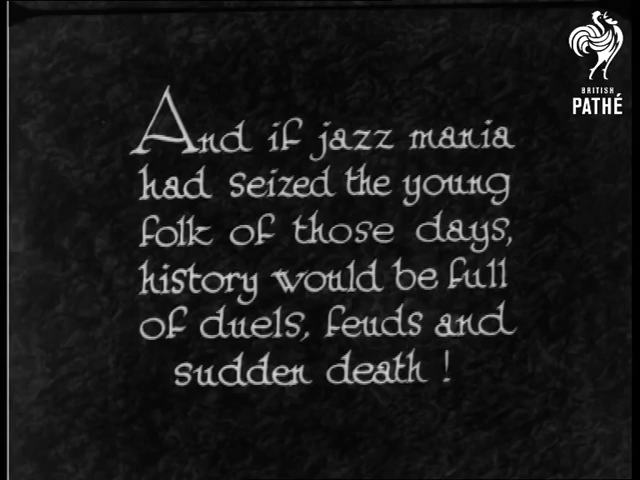 BRITISH
PATHÉ
And if jazz mania
had seized the young
folk of those days,
history would be full
of duels, feuds and
sudden death !